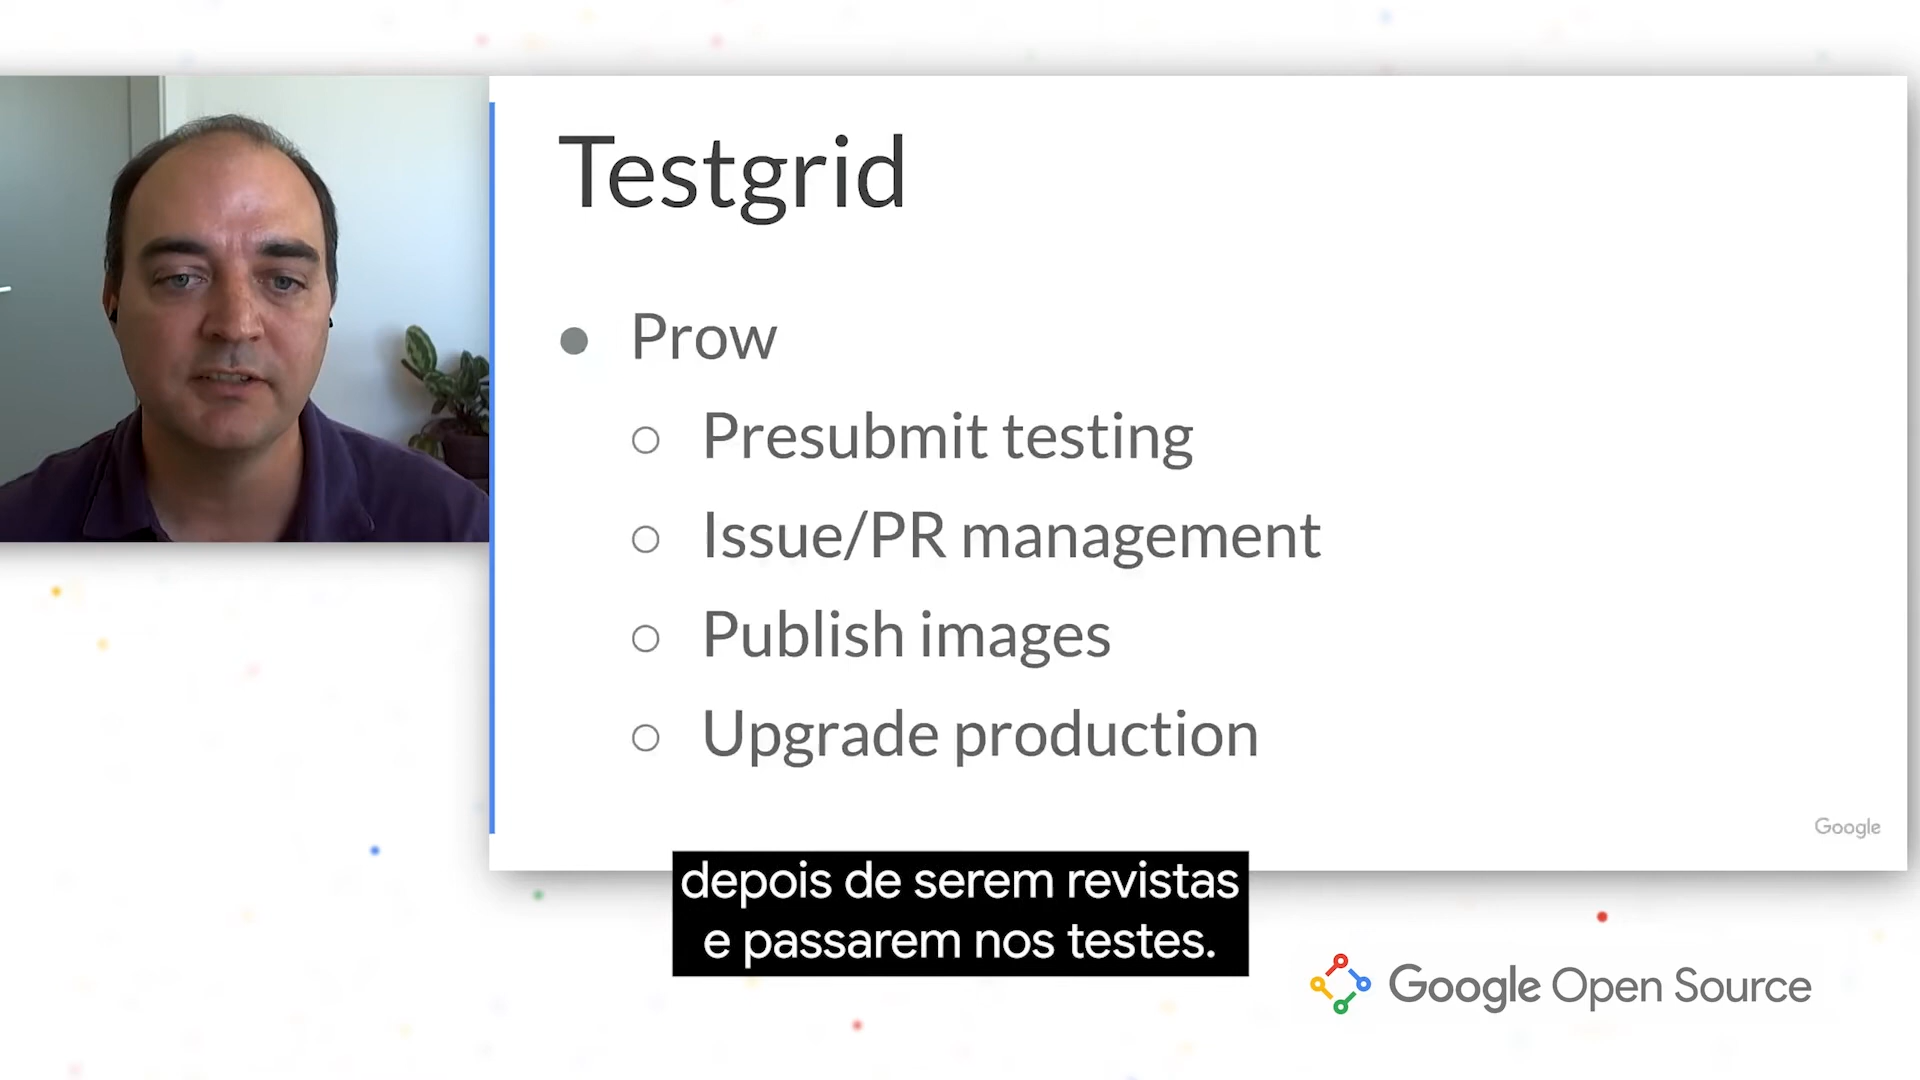 Testgrid
Prow
Presubmit testing
Issue/PR management
Publish images
Upgrade production
Google
depois de serem revistas
e passarem nos testes.
Google Open Source